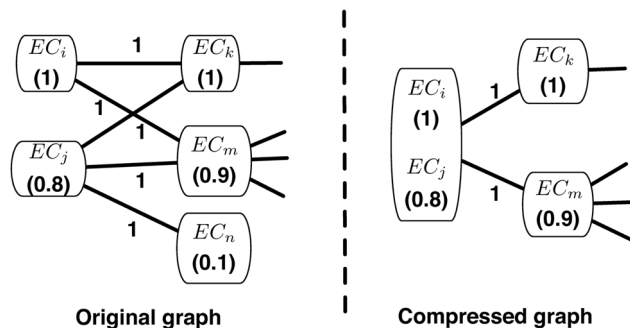 EC_i
(1)
1
EC_k
(1)
1
1
EC_j
(0.8)
1
EC_m
(0.9)
1
EC_n
(0.1)
Original graph
EC_i
(1)
EC_j
(0.8)
1
EC_k
(1)
1
EC_m
(0.9)
Compressed graph